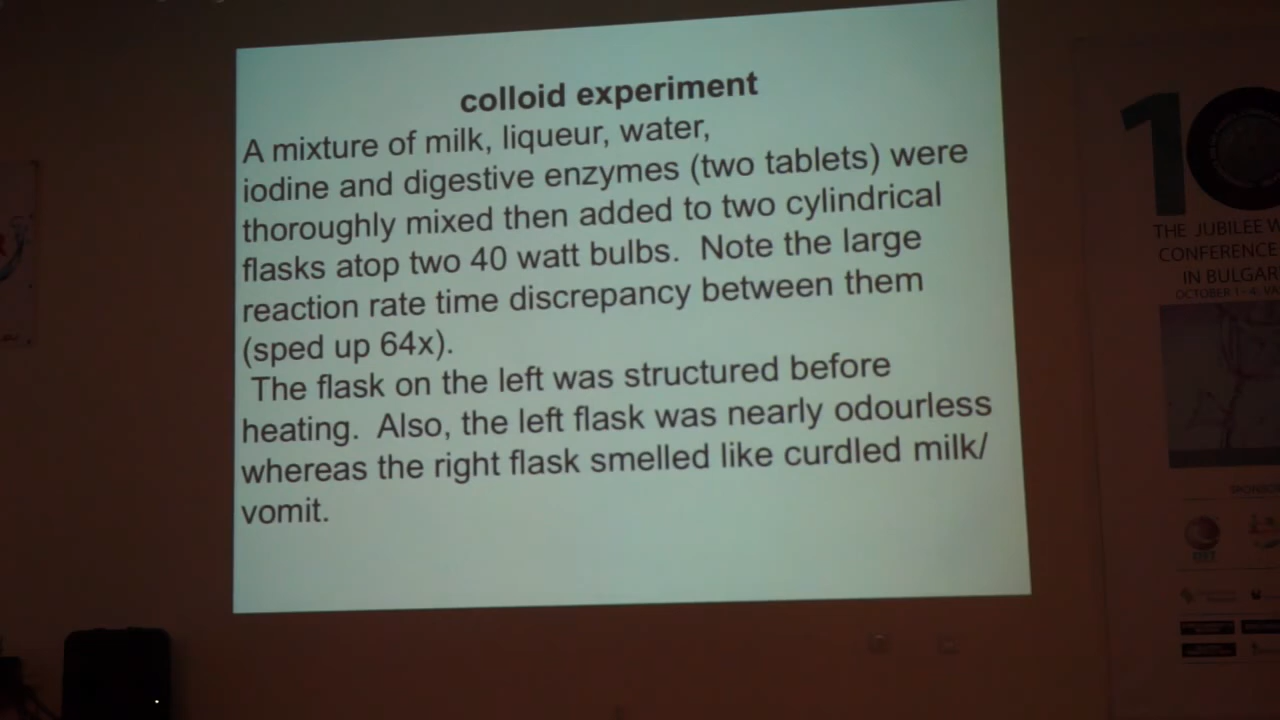 colloid experiment
A mixture of milk, liqueur, water,
iodine and digestive enzymes (two tablets) were
thoroughly mixed then added to two cylindrical
flasks atop two 40 watt bulbs.  Note the large
reaction rate time discrepancy between them
(sped up 64x).
The flask on the left was structured before
heating.  Also, the left flask was nearly odourless
whereas the right flask smelled like curdled milk/
vomit.
10
THE JUBILEE W
CONFERENCE
IN BULGAR
OCTOBER 1-4, VA